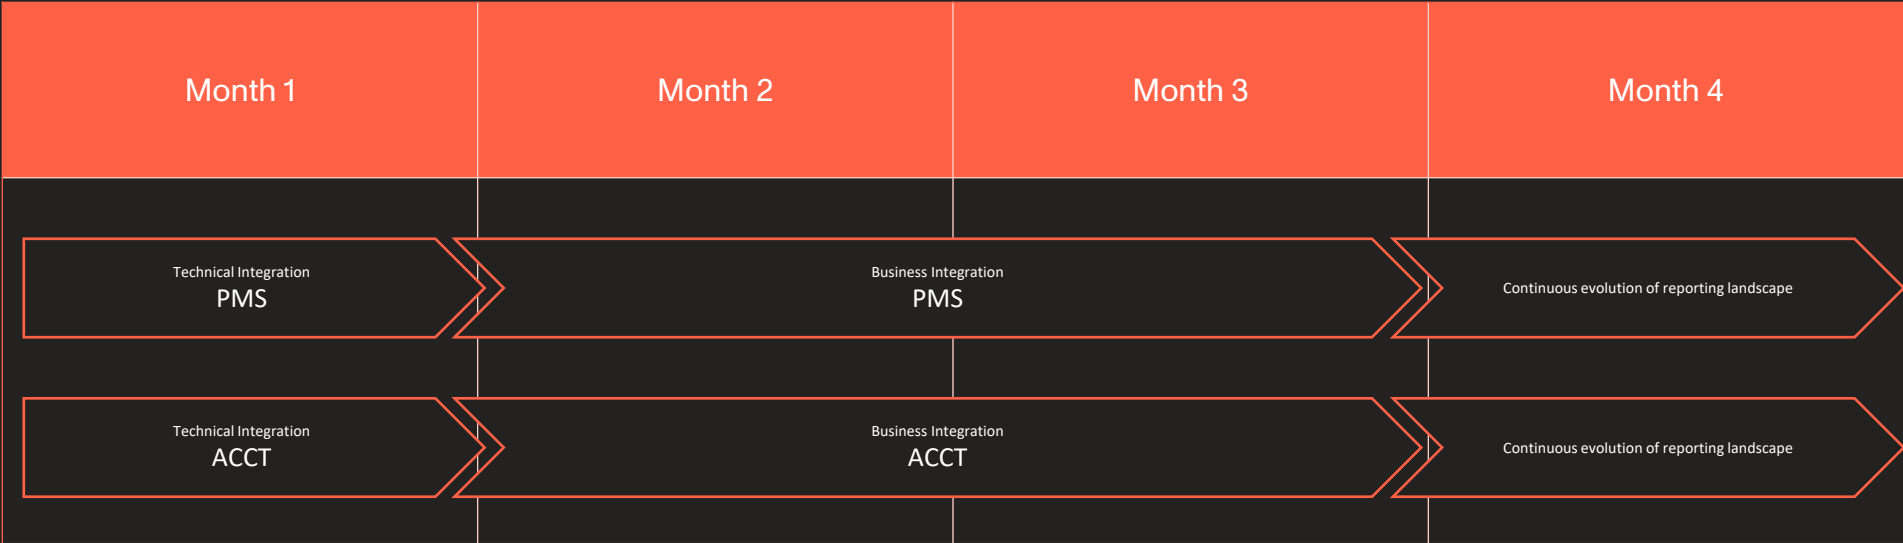 Month 1
Month 2
Month 3
Month 4
Technical Integration
PMS
Business Integration
PMS
Continuous evolution of reporting landscape
Technical Integration
ACCT
Business Integration
ACCT
Continuous evolution of reporting landscape